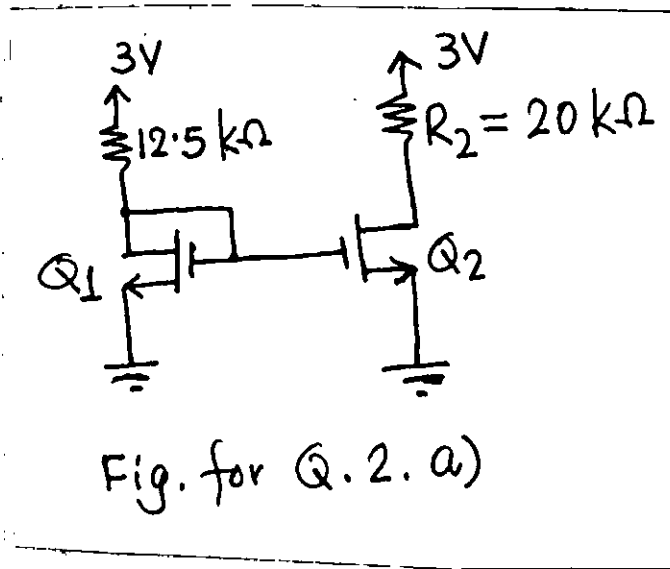 3V
3V
12.5 kΩ
R2 = 20 kΩ
Q1
Q2
Fig. for Q. 2. a)